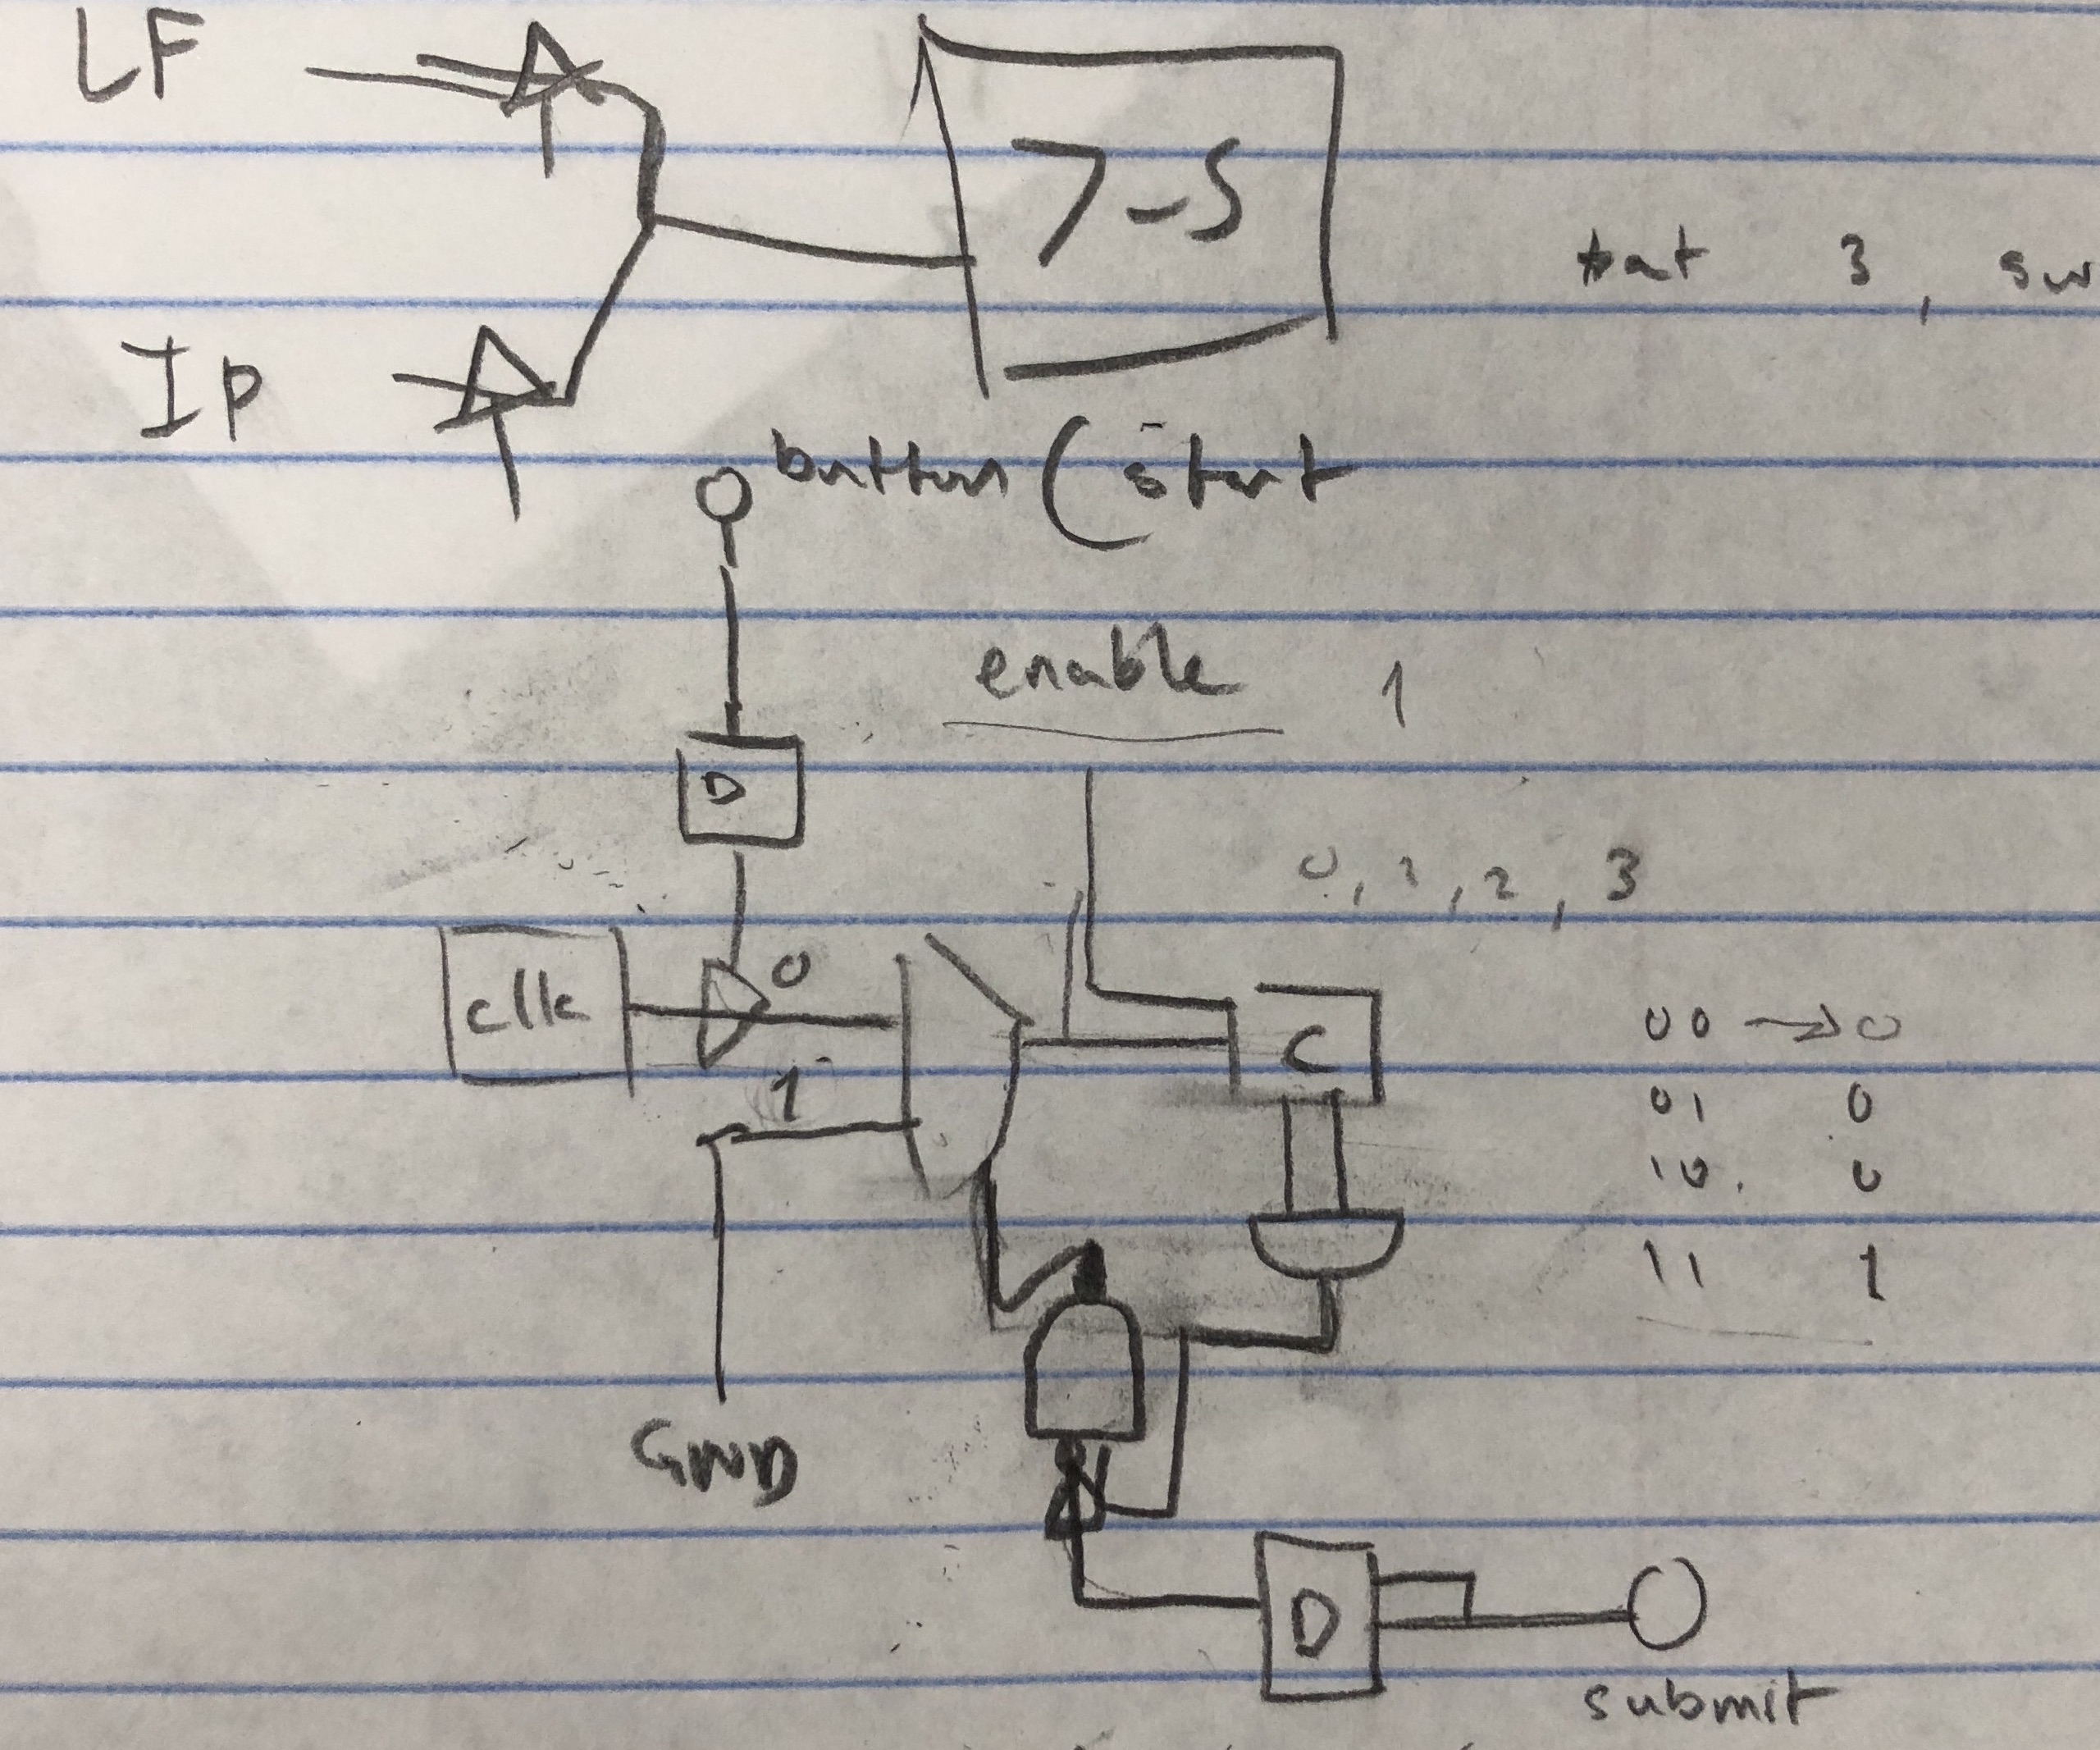 LF
7-S
tat 3, sw
IP
button (start
enable 1
D
0, 1, 2, 3
clk
0
1
C
00 → 0
01 0
10 0
11 1
GND
D
submit